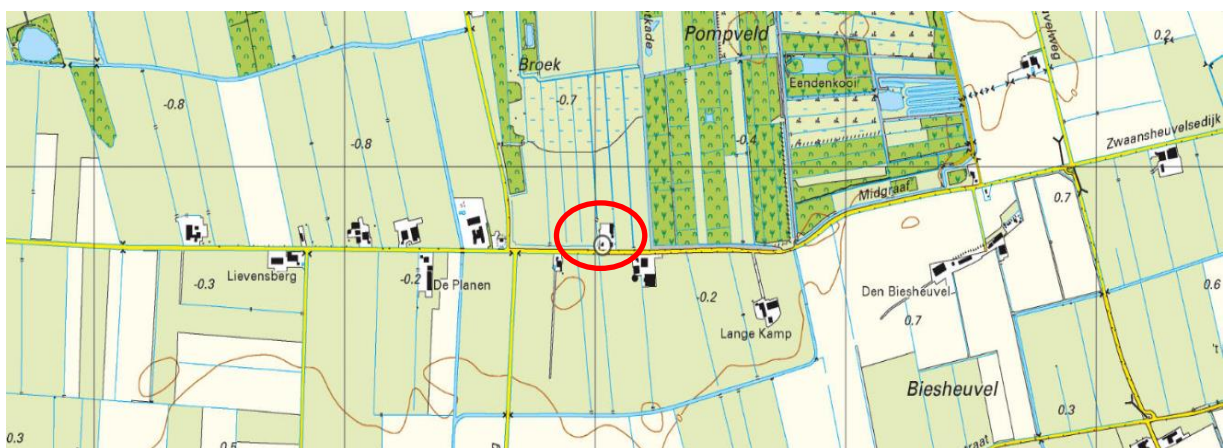 Pompveld
Broek
Eendenkooi
-0.7
-0.8
-0.8
-0.4
0.2
Zwaansheuvelsedijk
Midgraaf
0.7
Lievensberg
-0.3
De Planen
-0.2
-0.2
Lange Kamp
Den Biesheuvel
0.7
0.6
't
Biesheuvel
0.3
0.3